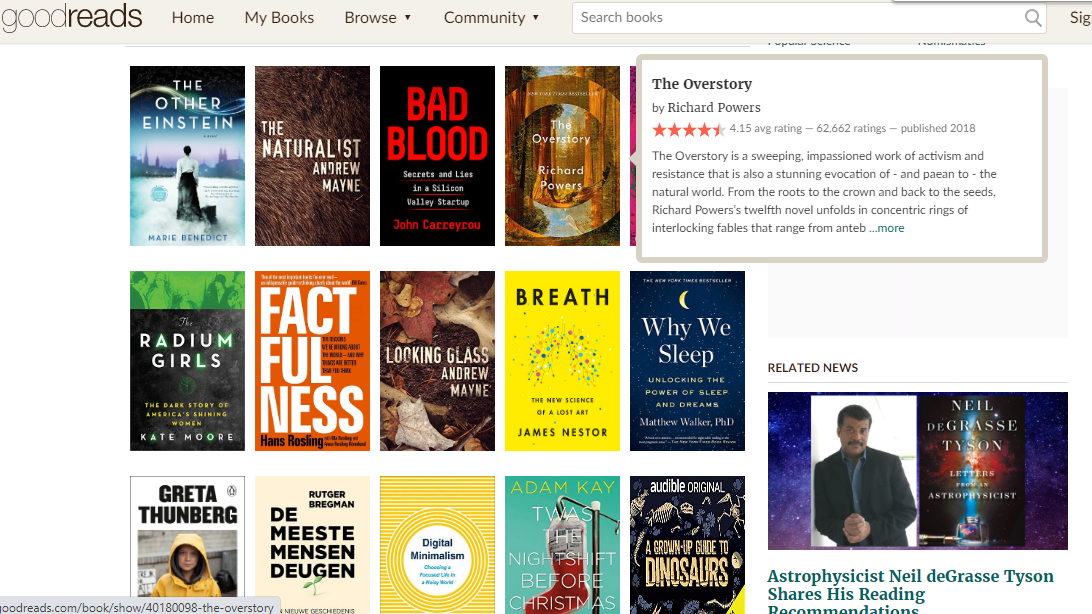 goodreads Home My Books Browse ▼ Community ▼ Search books Sig
Popular Science Numismatics
THE
OTHER
EINSTEIN
A NOVEL
MARIE BENEDICT
THE
NATURALIST
ANDREW
MAYNE
BAD
BLOOD
Secrets and Lies
in a Silicon
Valley Startup
John Carreyrou
NEW YORK TIMES BESTSELLER
The
Overstory
Richard
Powers
The Overstory
by Richard Powers
4.15 avg rating — 62,662 ratings — published 2018
The Overstory is a sweeping, impassioned work of activism and
resistance that is also a stunning evocation of - and paean to - the
natural world. From the roots to the crown and back to the seeds,
Richard Powers's twelfth novel unfolds in concentric rings of
interlocking fables that range from anteb ...more
The
RADIUM
GIRLS
THE DARK STORY OF
AMERICA'S SHINING
WOMEN
KATE MOORE
FACT
FUL
NESS
Hans Rosling
LOOKING GLASS
ANDREW
MAYNE
BREATH
THE NEW SCIENCE
OF A LOST ART
JAMES NESTOR
THE NEW YORK TIMES BESTSELLER
Why We
Sleep
UNLOCKING THE
POWER OF SLEEP
AND DREAMS
Matthew Walker, PhD
RELATED NEWS
NEIL
DEGRASSE
TYSON
LETTERS
FROM AN
ASTROPHYSICIST
Astrophysicist Neil deGrasse Tyson
Shares His Reading
Recommendations
GRETA
THUNBERG
RUTGER
BREGMAN
DE
MEESTE
MENSEN
DEUGEN
NIEUWE GESCHIEDENIS
Digital
Minimalism
Choosing a
Focused Life in
a Noisy World
ADAM KAY
TWAS
THE
NIGHTSHIFT
BEFORE
CHRISTMAS
audible ORIGINAL
A GROWN-UP GUIDE TO
DINOSAURS
goodreads.com/book/show/40180098-the-overstory